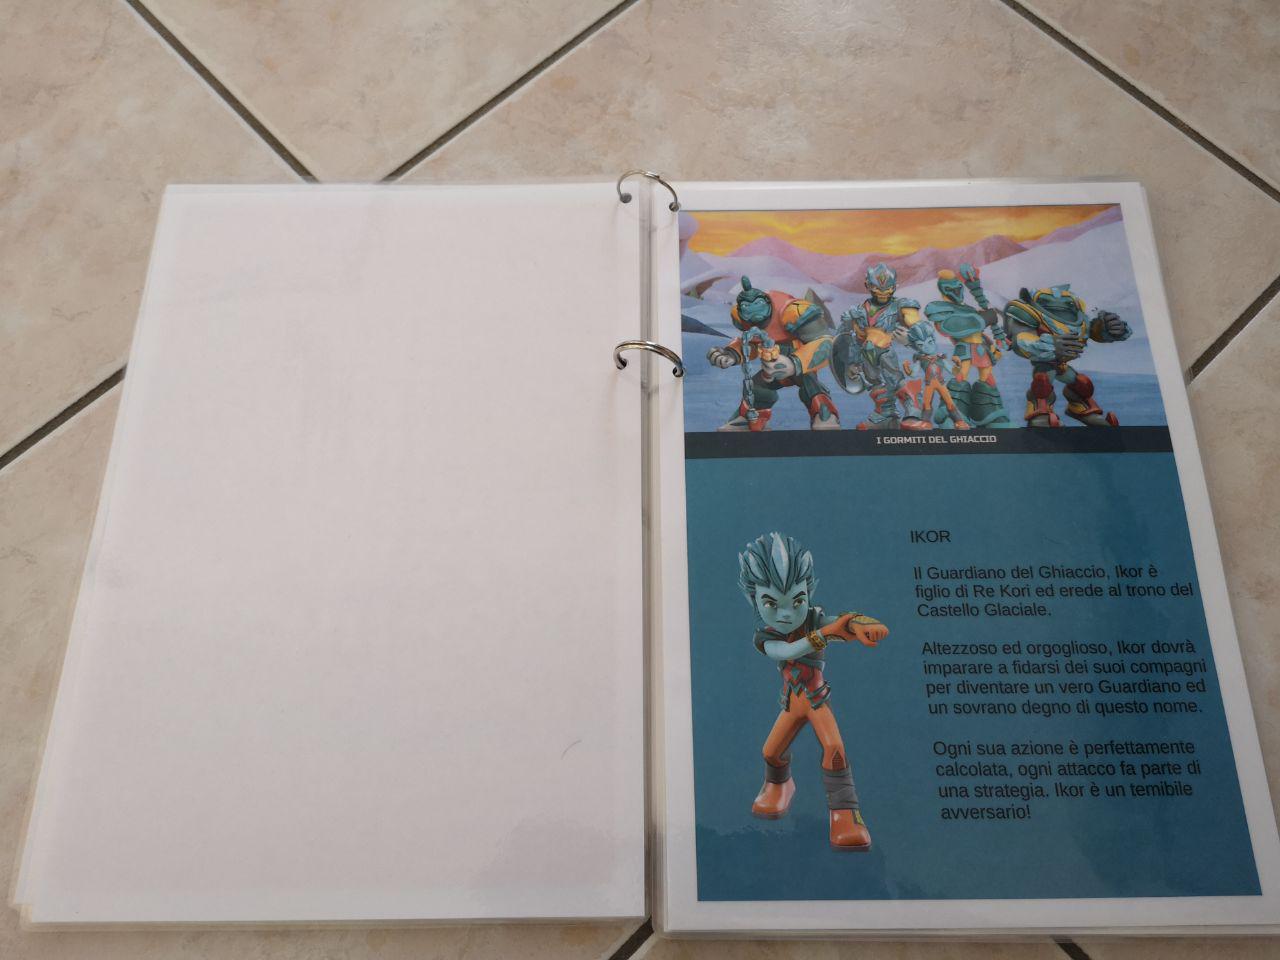 I GORMITI DEL GHIACCIO
IKOR
Il Guardiano del Ghiaccio, Ikor è
figlio di Re Kori ed erede al trono del
Castello Glaciale.
Altezzoso ed orgoglioso, Ikor dovrà
imparare a fidarsi dei suoi compagni
per diventare un vero Guardiano ed
un sovrano degno di questo nome.
Ogni sua azione è perfettamente
calcolata, ogni attacco fa parte di
una strategia. Ikor è un temibile
avversario!